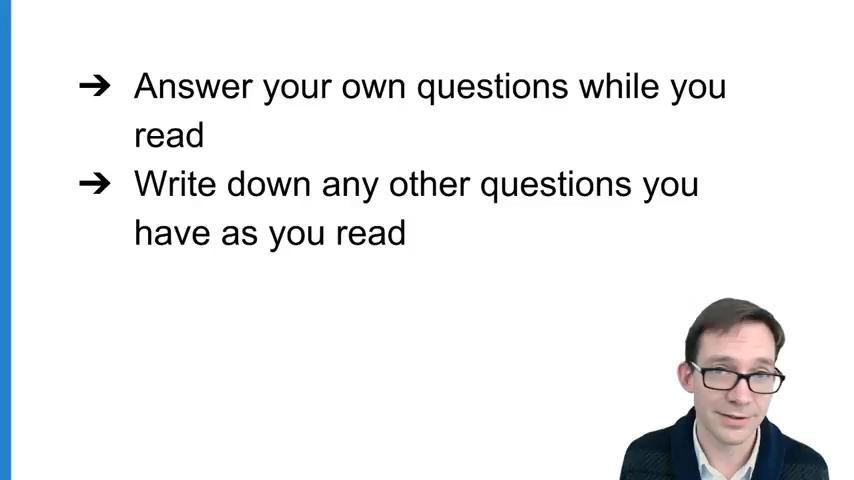 ➔ Answer your own questions while you
read
➔ Write down any other questions you
have as you read